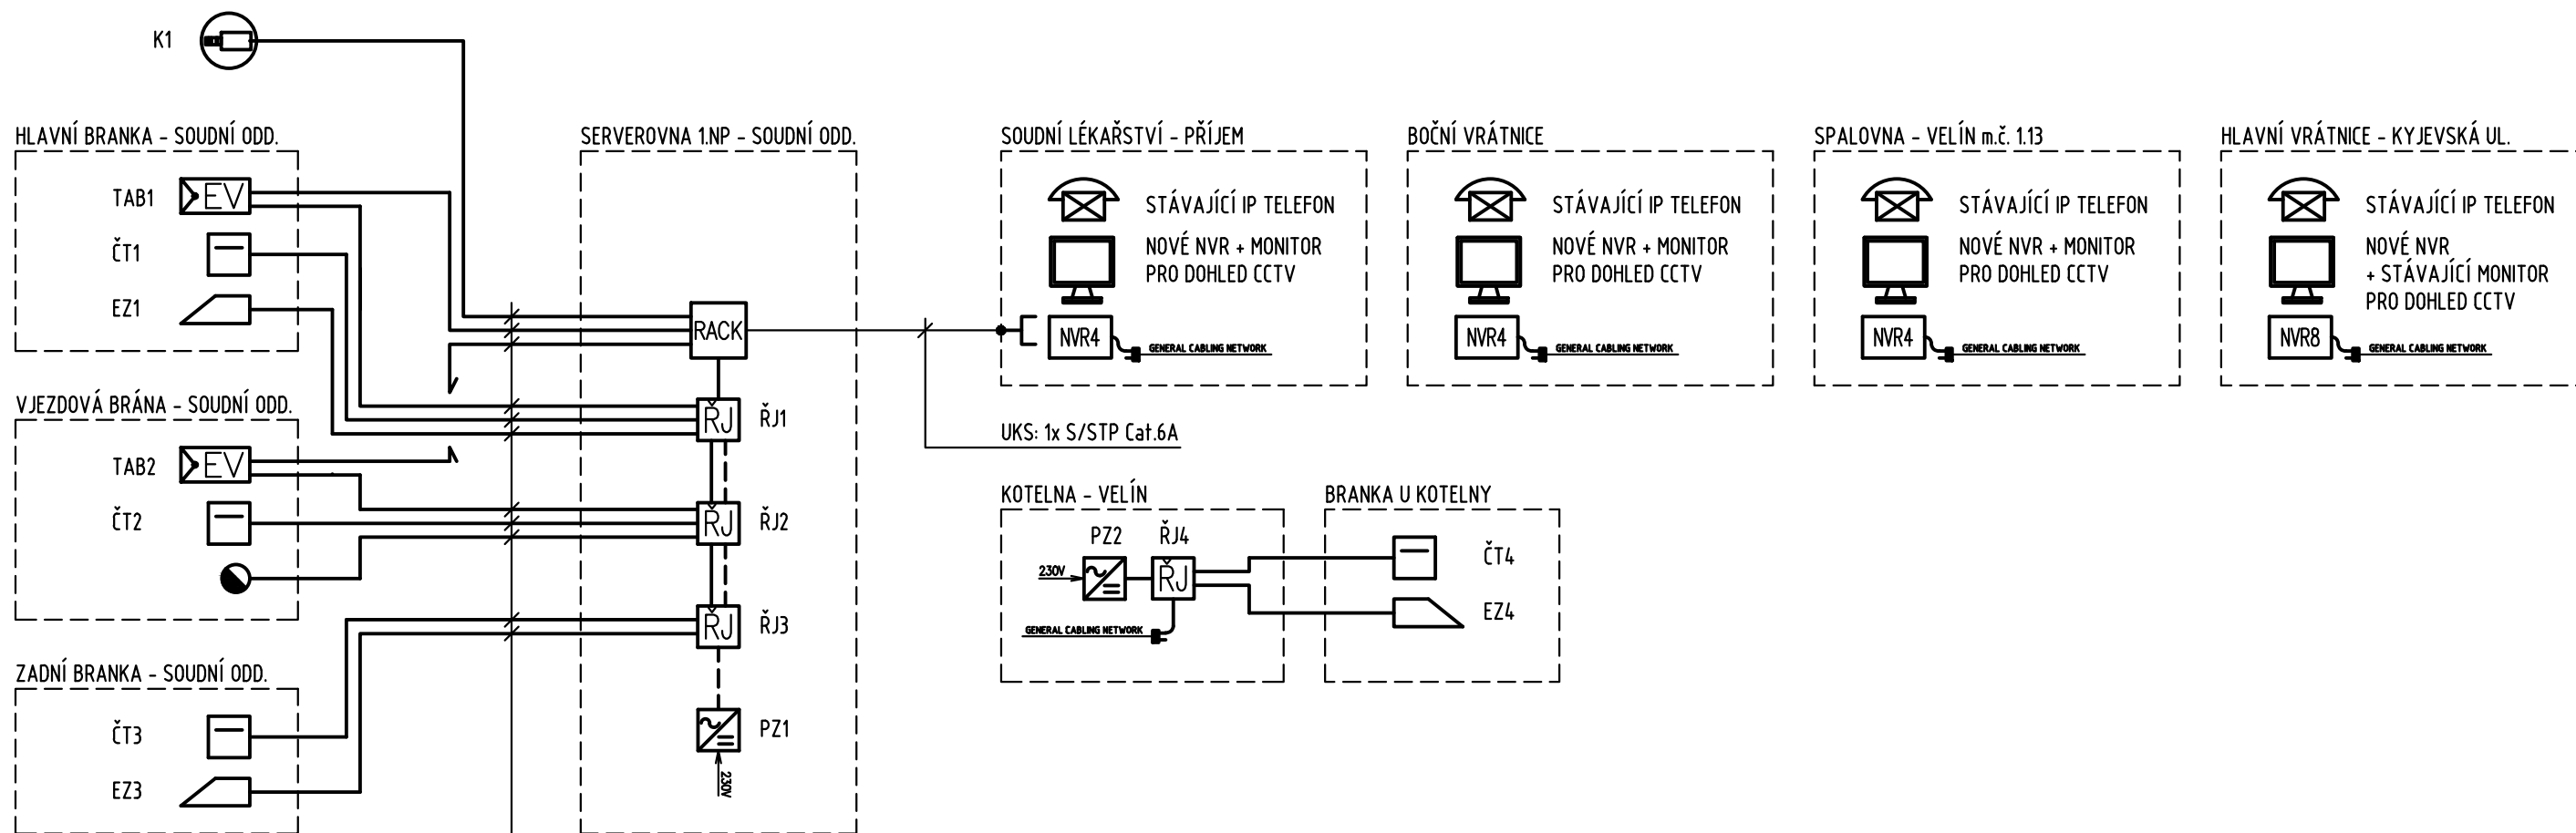 K1
HLAVNÍ BRANKA - SOUDNÍ ODD.
TAB1
EV
ČT1
EZ1
VJEZDOVÁ BRÁNA - SOUDNÍ ODD.
TAB2
EV
ČT2
ZADNÍ BRANKA - SOUDNÍ ODD.
ČT3
EZ3
SERVEROVNA 1.NP - SOUDNÍ ODD.
RACK
ŘJ
ŘJ1
ŘJ
ŘJ2
ŘJ
ŘJ3
PZ1
230V
SOUDNÍ LÉKAŘSTVÍ - PŘÍJEM
STÁVAJÍCÍ IP TELEFON
NOVÉ NVR + MONITOR
PRO DOHLED CCTV
NVR4
GENERAL CABLING NETWORK
UKS: 1x S/STP Cat.6A
BOČNÍ VRÁTNICE
STÁVAJÍCÍ IP TELEFON
NOVÉ NVR + MONITOR
PRO DOHLED CCTV
NVR4
GENERAL CABLING NETWORK
SPALOVNA - VELÍN m.č. 1.13
STÁVAJÍCÍ IP TELEFON
NOVÉ NVR + MONITOR
PRO DOHLED CCTV
NVR4
GENERAL CABLING NETWORK
HLAVNÍ VRÁTNICE - KYJEVSKÁ UL.
STÁVAJÍCÍ IP TELEFON
NOVÉ NVR
+ STÁVAJÍCÍ MONITOR
PRO DOHLED CCTV
NVR8
GENERAL CABLING NETWORK
KOTELNA - VELÍN
PZ2
ŘJ4
230V
ŘJ
GENERAL CABLING NETWORK
BRANKA U KOTELNY
ČT4
EZ4